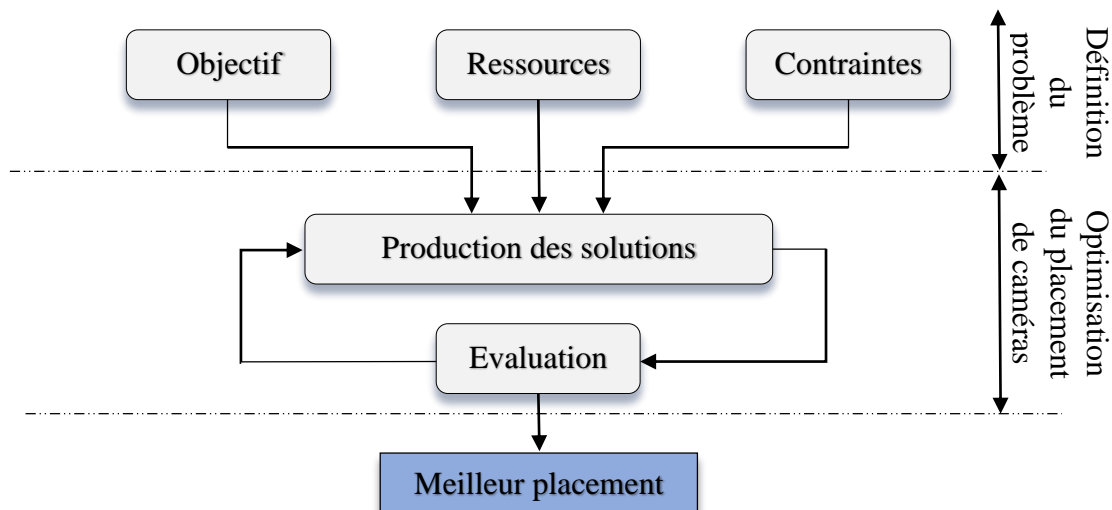 Objectif
Ressources
Contraintes
Définition
du
problème
Production des solutions
Evaluation
Optimisation
du placement
de caméras
Meilleur placement